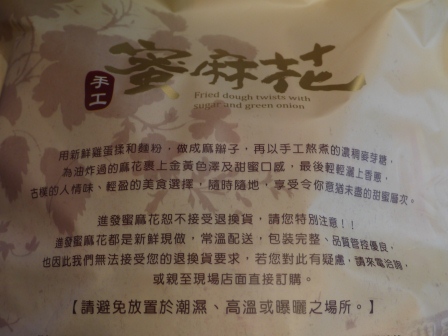 手工
蜜麻花
Fried dough twists with
sugar and green onion
用新鮮雞蛋揉和麵粉,做成麻辮子,再以手工熬煮的濃稠麥芽糖,
為油炸過的麻花裹上金黃色澤及甜蜜口感,最後輕輕灑上香蔥,
古樸的人情味、輕盈的美食選擇,隨時隨地,享受令你意猶未盡的甜蜜層次。
進發蜜麻花恕不接受退換貨,請您特別注意!!
進發蜜麻花都是新鮮現做,常溫配送,包裝完整、品質管控優良,
也因此我們無法接受您的退換貨要求,若您對此有疑慮,請來電洽詢
或親至現場店面直接訂購。
【請避免放置於潮濕、高溫或曝曬之場所。】